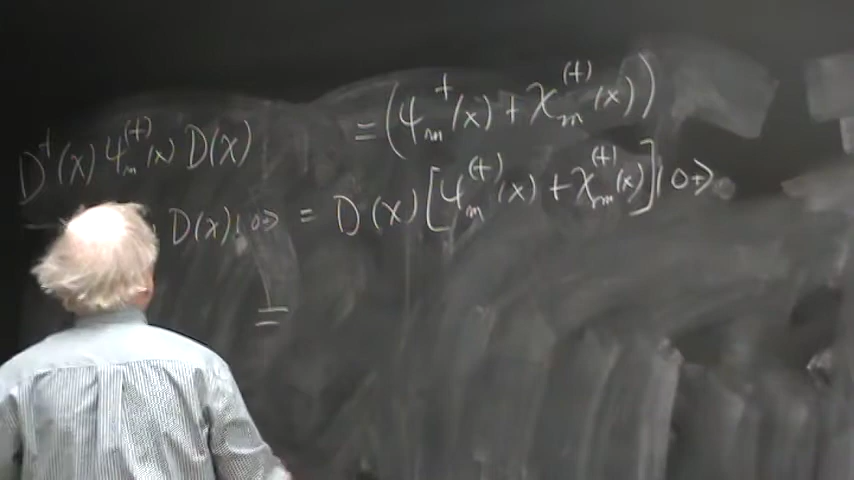 D†(χ) ψₘ⁽⁺⁾(x) D(χ) = (ψₘ⁺(x) + χₘ⁽⁺⁾(x))
D(χ)|0> = D(χ)[ψₘ⁽⁺⁾(x) + χₘ⁽⁺⁾(x)]|0>
=